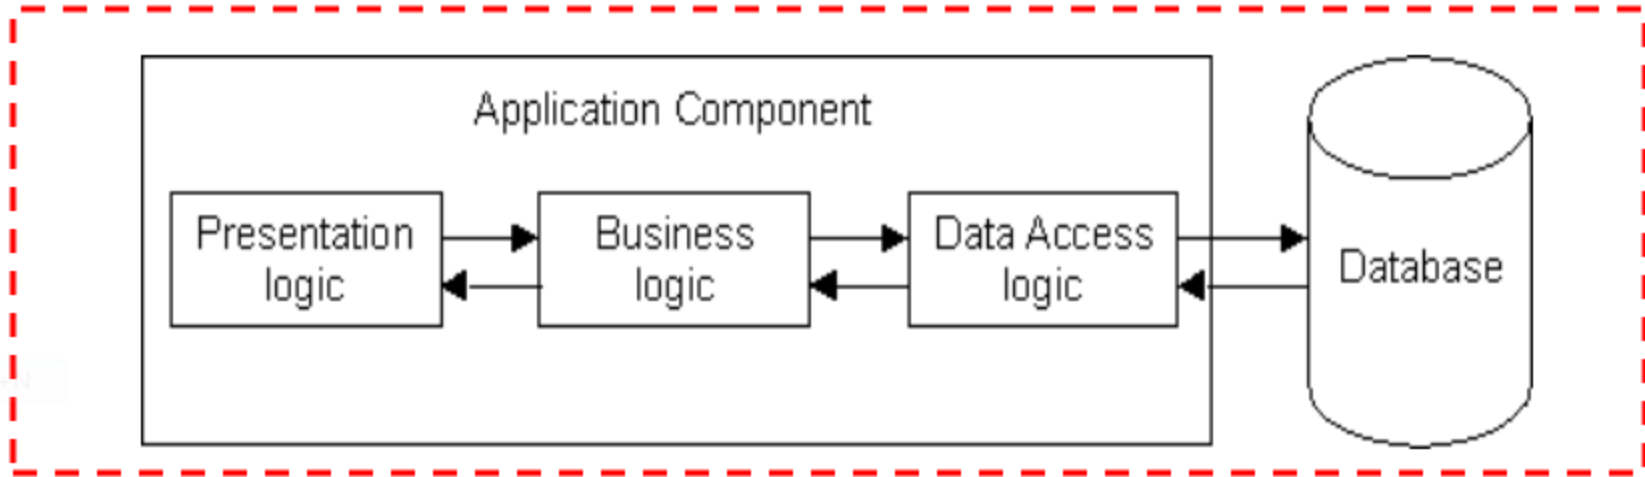 Application Component
Presentation
logic
Business
logic
Data Access
logic
Database